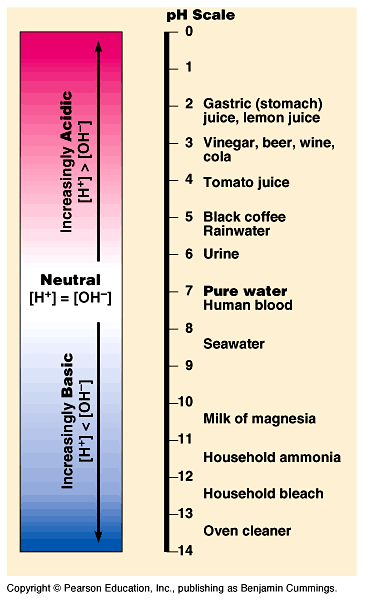 pH Scale
0
1
2
Gastric (stomach)
juice, lemon juice
3
Vinegar, beer, wine,
cola
4
Tomato juice
5
Black coffee
Rainwater
6
Urine
7
Pure water
Human blood
8
Seawater
9
10
Milk of magnesia
11
Household ammonia
12
Household bleach
13
Oven cleaner
14
Increasingly Acidic
[H⁺] > [OH⁻]
Neutral
[H⁺] = [OH⁻]
Increasingly Basic
[H⁺] < [OH⁻]
Copyright © Pearson Education, Inc., publishing as Benjamin Cummings.